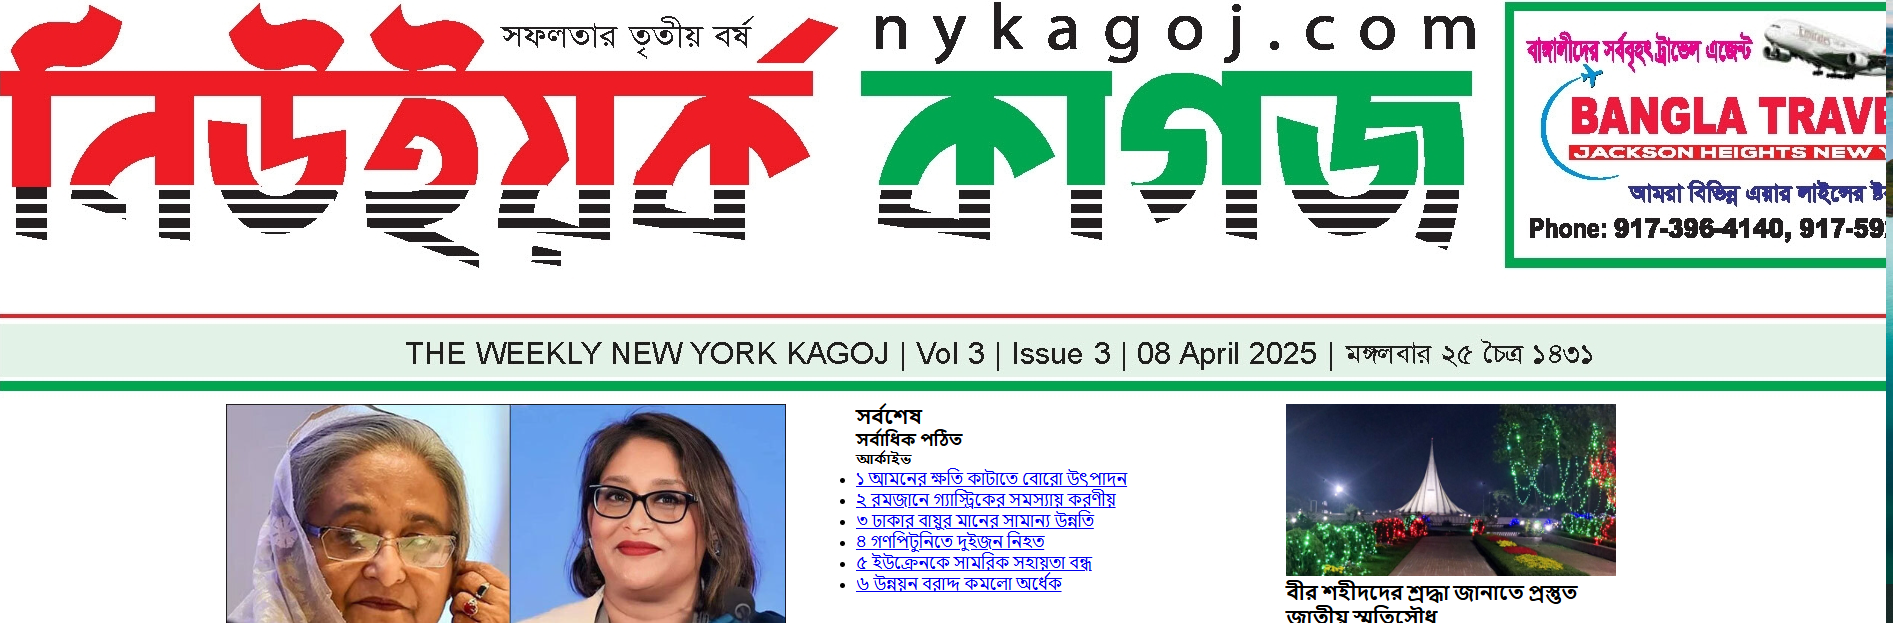 সফলতার তৃতীয় বর্ষ
nykagoj.com
নিউইয়র্ক কাগজ
বাঙ্গালীদের সর্ববৃহৎ ট্রাভেল এজেন্ট
Emirates
BANGLA TRAVE
JACKSON HEIGHTS NEW Y
আমরা বিভিন্ন এয়ার লাইন্সের
Phone: 917-396-4140, 917-59
THE WEEKLY NEW YORK KAGOJ | Vol 3 | Issue 3 | 08 April 2025 | মঙ্গলবার ২৫ চৈত্র ১৪৩১
সর্বশেষ
সর্বাধিক পঠিত
আর্কাইভ
১ আমনের ক্ষতি কাটাতে বোরো উৎপাদন
২ রমজানে গ্যাস্ট্রিকের সমস্যায় করণীয়
৩ ঢাকার বায়ুর মানের সামান্য উন্নতি
৪ গণপিটুনিতে দুইজন নিহত
৫ ইউক্রেনকে সামরিক সহায়তা বন্ধ
৬ উন্নয়ন বরাদ্দ কমলো অর্ধেক
বীর শহীদদের শ্রদ্ধা জানাতে প্রস্তুত
জাতীয় স্মৃতিসৌধ